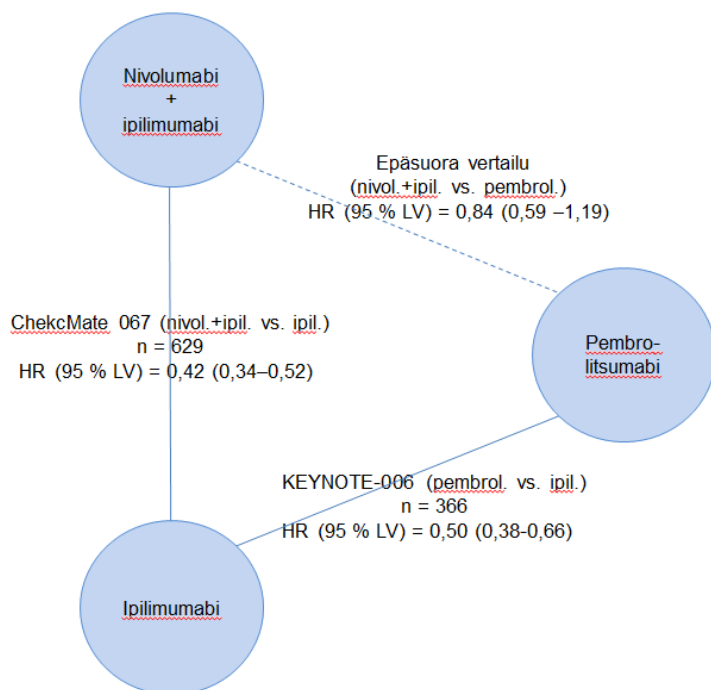 Nivolumabi
+
ipilimumabi
Epäsuora vertailu
(nivol.+ipil. vs. pembrol.)
HR (95 % LV) = 0,84 (0,59 –1,19)
ChekcMate 067 (nivol.+ipil. vs. ipil.)
n = 629
HR (95 % LV) = 0,42 (0,34–0,52)
Pembro-
litsumabi
KEYNOTE-006 (pembrol. vs. ipil.)
n = 366
HR (95 % LV) = 0,50 (0,38-0,66)
Ipilimumabi